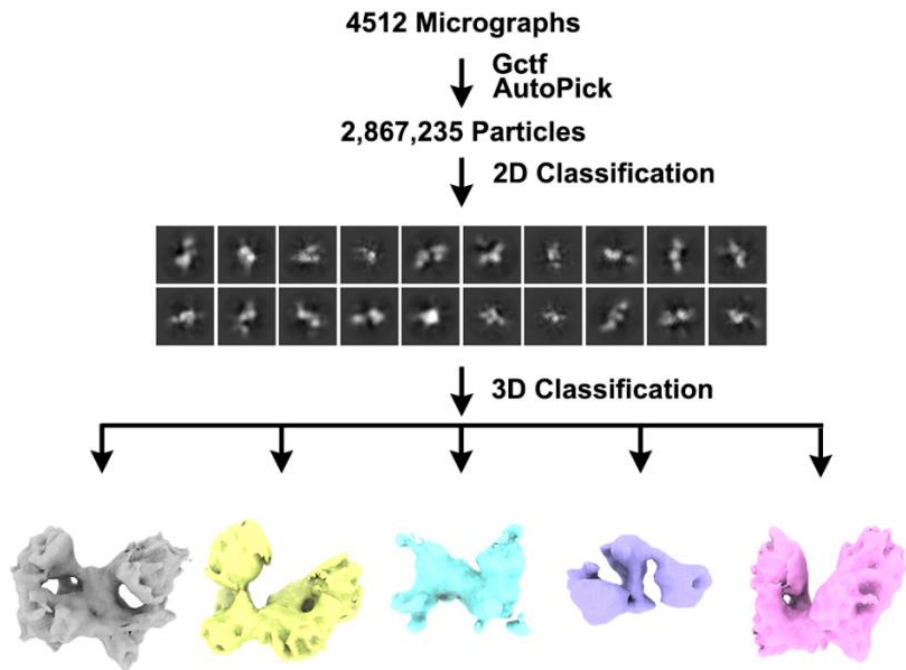 4512 Micrographs
Gctf
AutoPick
2,867,235 Particles
2D Classification
3D Classification